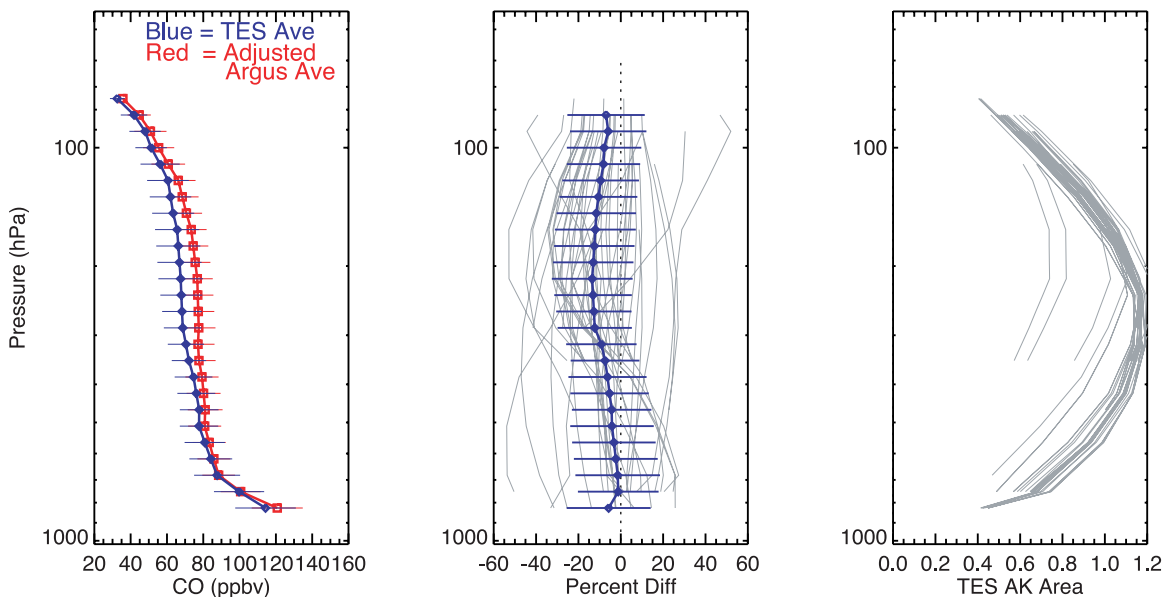 Blue = TES Ave
Red = Adjusted
Argus Ave
Pressure (hPa)
100
1000
20 40 60 80 100 120 140 160
CO (ppbv)
100
1000
-60 -40 -20 0 20 40 60
Percent Diff
100
1000
0.0 0.2 0.4 0.6 0.8 1.0 1.2
TES AK Area